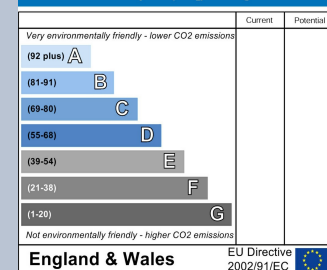 Current Potential
Very environmentally friendly - lower CO2 emissions
(92 plus) A
(81-91) B
(69-80) C
(55-68) D
(39-54) E
(21-38) F
(1-20) G
Not environmentally friendly - higher CO2 emissions
England & Wales
EU Directive
2002/91/EC